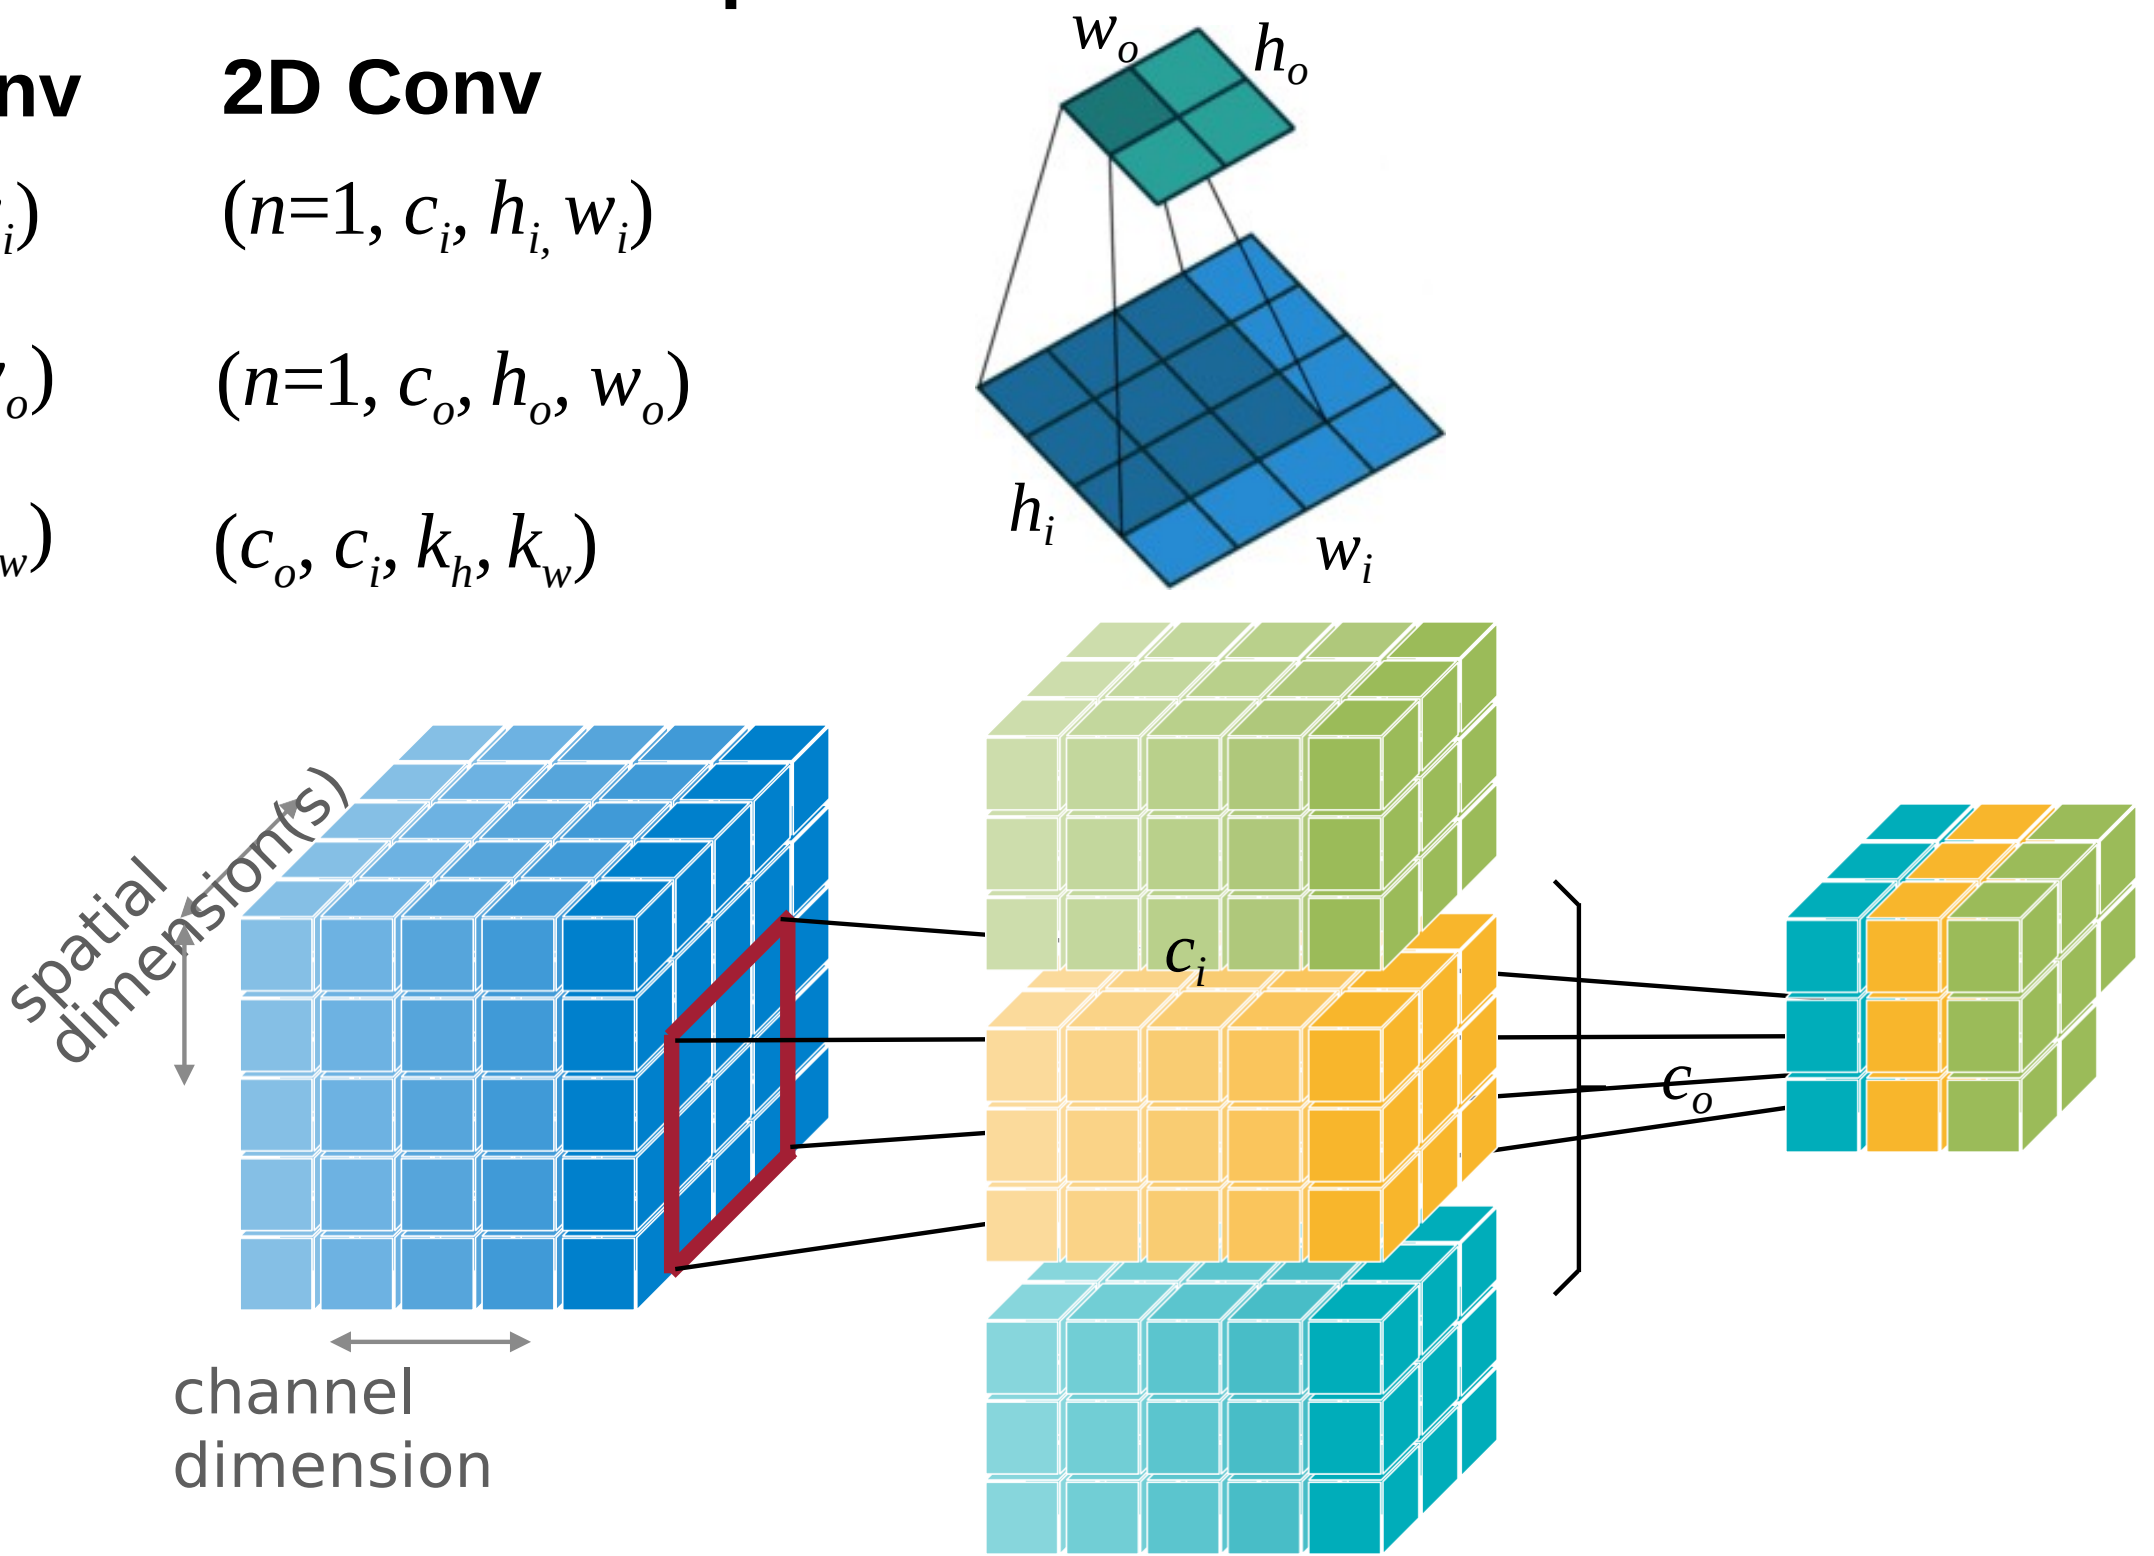 nv 2D Conv
i) (n=1, cᵢ, hᵢ, wᵢ)
o) (n=1, cₒ, hₒ, wₒ)
w) (cₒ, cᵢ, kₕ, k_w)
wₒ
hₒ
hᵢ
wᵢ
spatial
dimension(s)
cᵢ
cₒ
channel
dimension